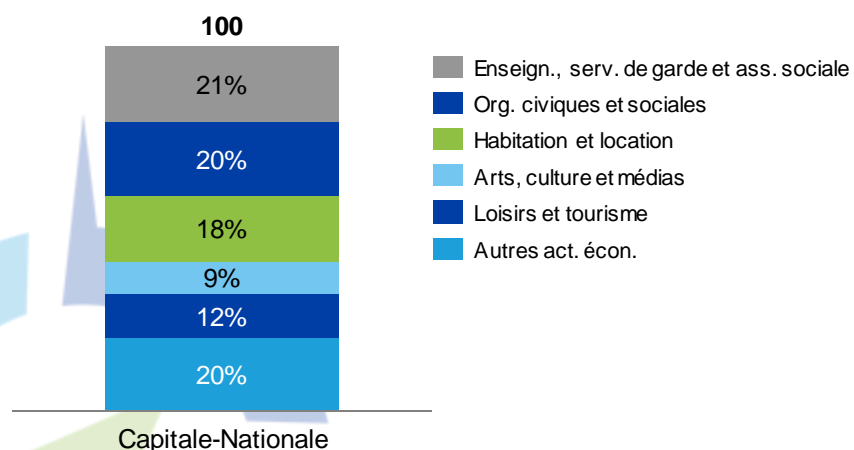 100
21%
20%
18%
9%
12%
20%
Capitale-Nationale
Enseign., serv. de garde et ass. sociale
Org. civiques et sociales
Habitation et location
Arts, culture et médias
Loisirs et tourisme
Autres act. écon.